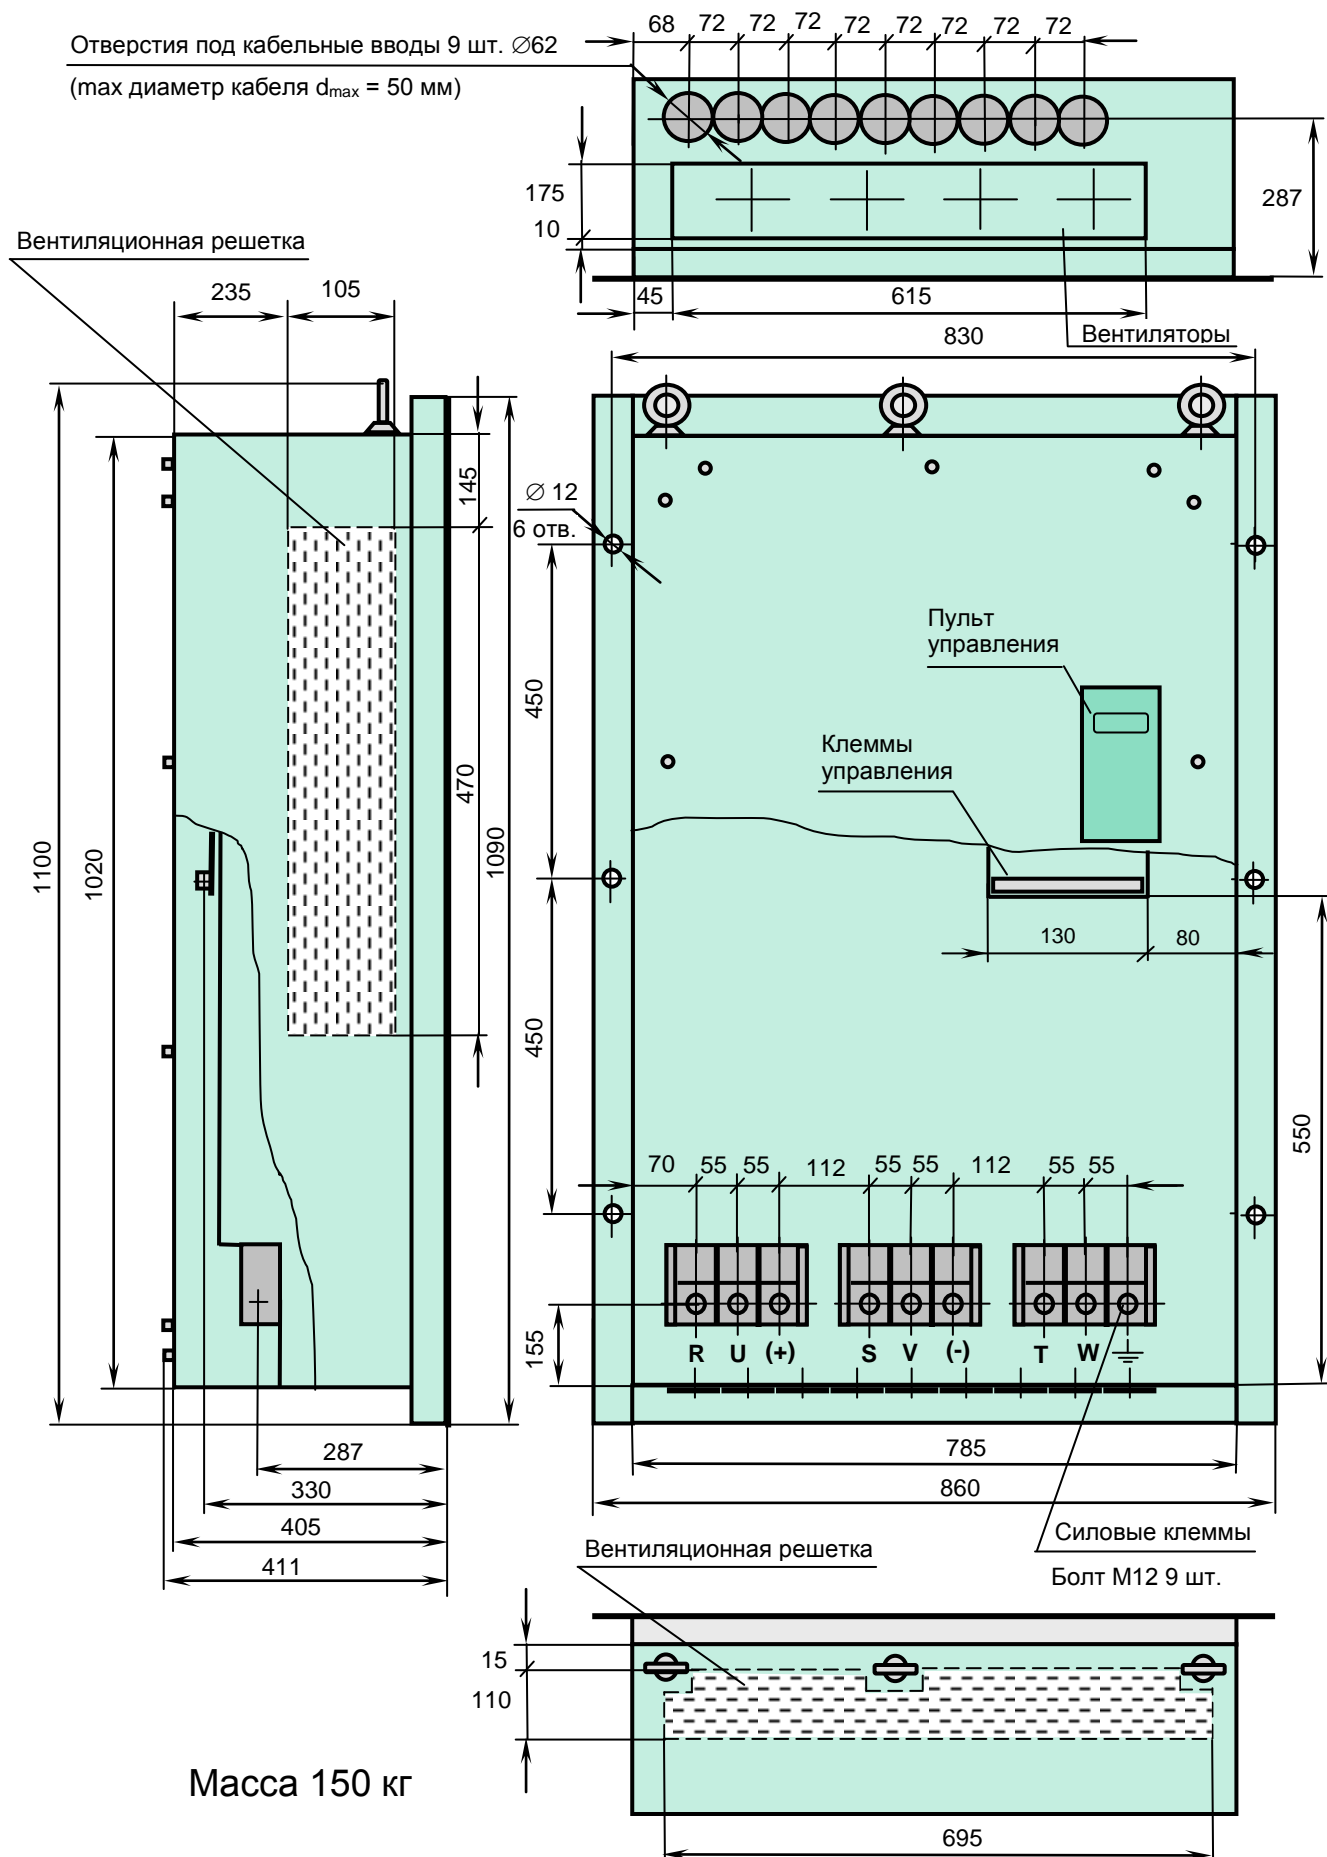 68 72 72 72 72 72 72 72 72
Отверстия под кабельные вводы 9 шт. ∅62
(max диаметр кабеля dmax = 50 мм)
175
10
287
Вентиляционная решетка
45 615
Вентиляторы
235 105
830
145
∅ 12
6 отв.
Пульт
управления
450
Клеммы
управления
470
1100
1020
1090
130 80
450
550
70 55 55 112 55 55 112 55 55
155
R U (+) S V (-) T W
287
330
405
411
785
860
Силовые клеммы
Болт М12 9 шт.
Вентиляционная решетка
15
110
Масса 150 кг
695